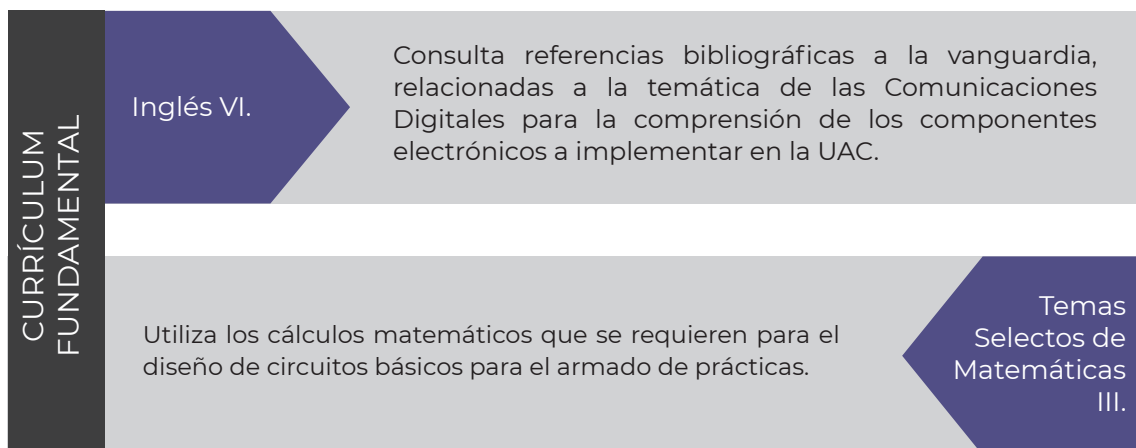 CURRÍCULUM
FUNDAMENTAL
Inglés VI.
Consulta referencias bibliográficas a la vanguardia,
relacionadas a la temática de las Comunicaciones
Digitales para la comprensión de los componentes
electrónicos a implementar en la UAC.
Utiliza los cálculos matemáticos que se requieren para el
diseño de circuitos básicos para el armado de prácticas.
Temas
Selectos de
Matemáticas
III.